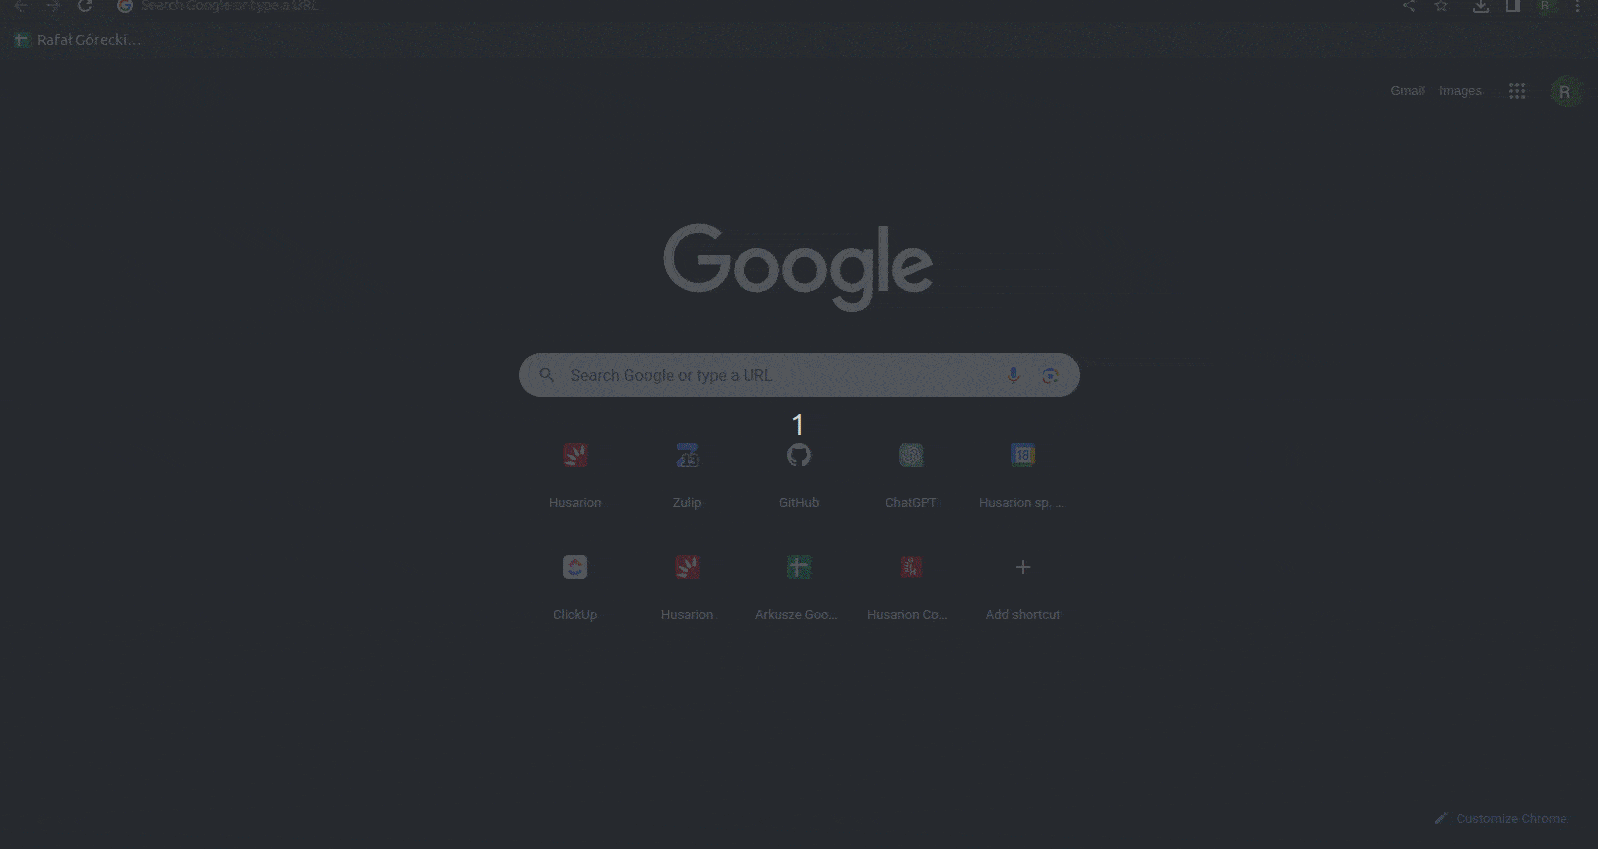 Search Google or type a URL
Rafał Górecki...
Gmail Images
R
Google
Search Google or type a URL
1
18
Husarion Zulip GitHub ChatGPT Husarion sp. ...
ClickUp Husarion Arkusze Goo... Husarion Co... Add shortcut
Customize Chrome